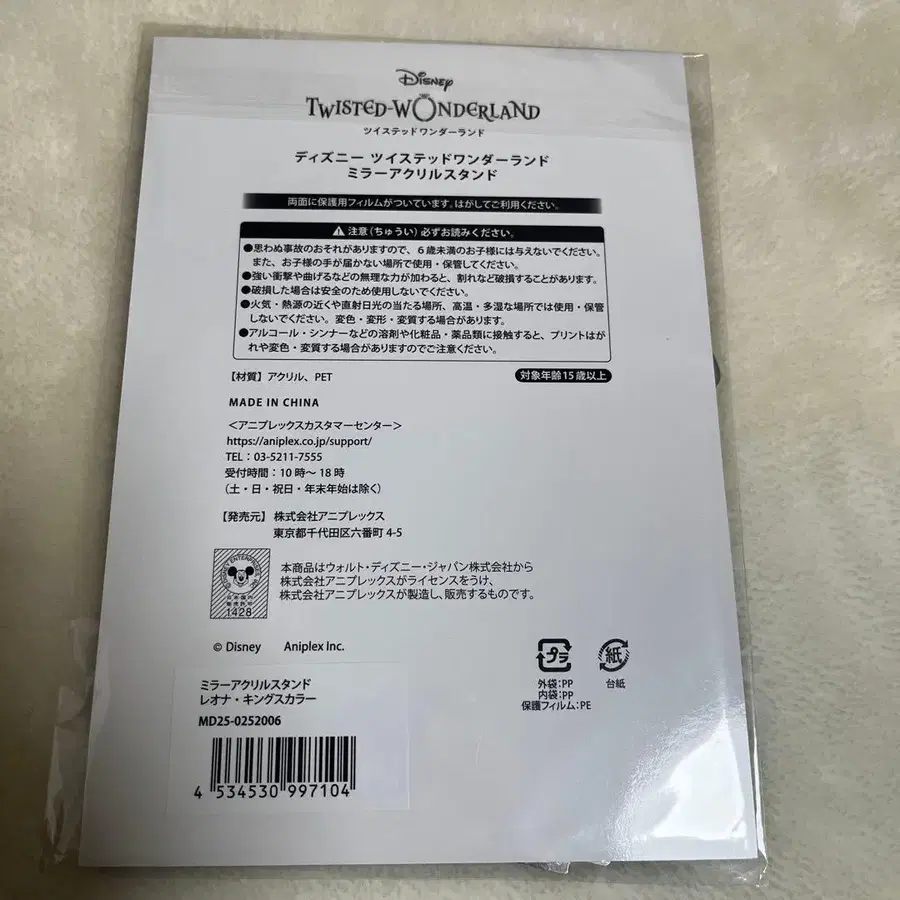 Disney
TWISTED-WONDERLAND
ツイステッドワンダーランド
ディズニー ツイステッドワンダーランド
ミラーアクリルスタンド
両面に保護用フィルムがついています。はがしてご利用ください。
注意(ちゅうい)必ずお読みください。
●思わぬ事故のおそれがありますので、6歳未満のお子様には与えないでください。
また、お子様の手が届かない場所で使用・保管してください。
●強い衝撃や曲げるなどの無理な力が加わると、割れなど破損することがあります。
●破損した場合は安全のため使用しないでください。
●火気・熱源の近くや直射日光の当たる場所、高温・多湿な場所では使用・保管
しないでください。変色・変形・変質する場合があります。
●アルコール・シンナーなどの溶剤や化粧品・薬品類に接触すると、プリントはが
れや変色・変質する場合がありますのでご注意ください。
【材質】アクリル、PET
対象年齢15歳以上
MADE IN CHINA
<アニプレックスカスタマーセンター>
https://aniplex.co.jp/support/
TEL:03-5211-7555
受付時間:10時~18時
(土・日・祝日・年末年始は除く)
【発売元】株式会社アニプレックス
東京都千代田区六番町4-5
日本国内
販売許可
1428
本商品はウォルト・ディズニー・ジャパン株式会社から
株式会社アニプレックスがライセンスをうけ、
株式会社アニプレックスが製造し、販売するものです。
© Disney Aniplex Inc.
プラ
外袋:PP
内袋:PP
保護フィルム:PE
紙
台紙
ミラーアクリルスタンド
レオナ・キングスカラー
MD25-0252006
4 534530 997104